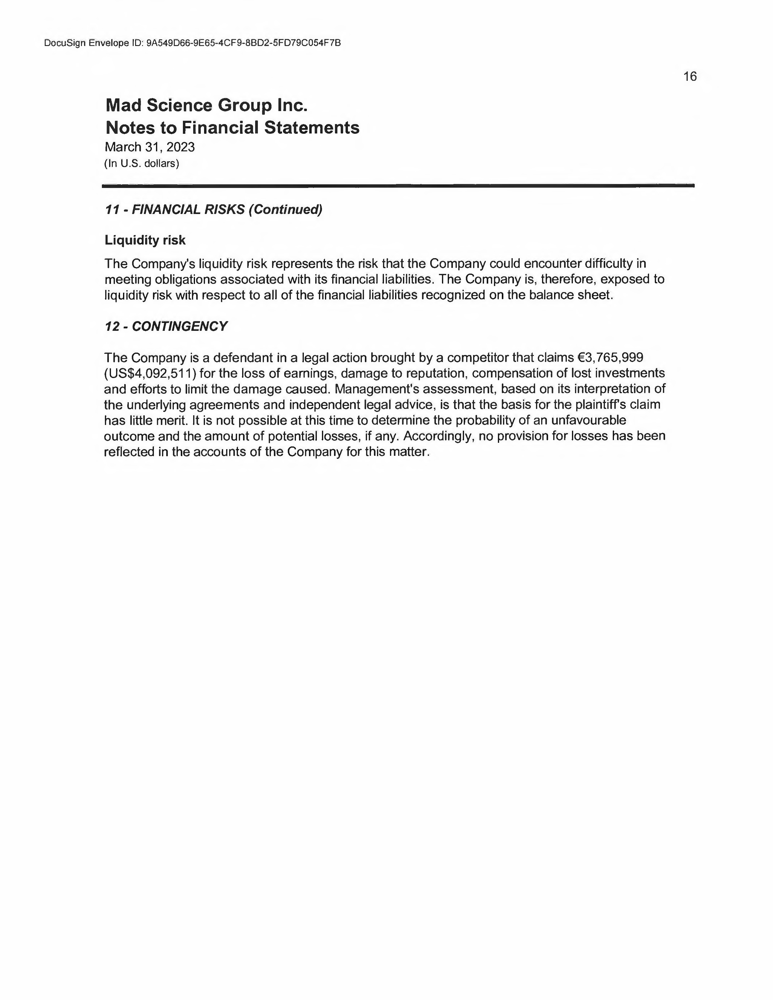 DocuSign Envelope ID: 9A549D66-9E65-4CF9-8BD2-5FD79C054F7B
16
Mad Science Group Inc.
Notes to Financial Statements
March 31, 2023
(In U.S. dollars)
11 - FINANCIAL RISKS (Continued)
Liquidity risk
The Company's liquidity risk represents the risk that the Company could encounter difficulty in
meeting obligations associated with its financial liabilities. The Company is, therefore, exposed to
liquidity risk with respect to all of the financial liabilities recognized on the balance sheet.
12 - CONTINGENCY
The Company is a defendant in a legal action brought by a competitor that claims €3,765,999
(US$4,092,511) for the loss of earnings, damage to reputation, compensation of lost investments
and efforts to limit the damage caused. Management's assessment, based on its interpretation of
the underlying agreements and independent legal advice, is that the basis for the plaintiff's claim
has little merit. It is not possible at this time to determine the probability of an unfavourable
outcome and the amount of potential losses, if any. Accordingly, no provision for losses has been
reflected in the accounts of the Company for this matter.